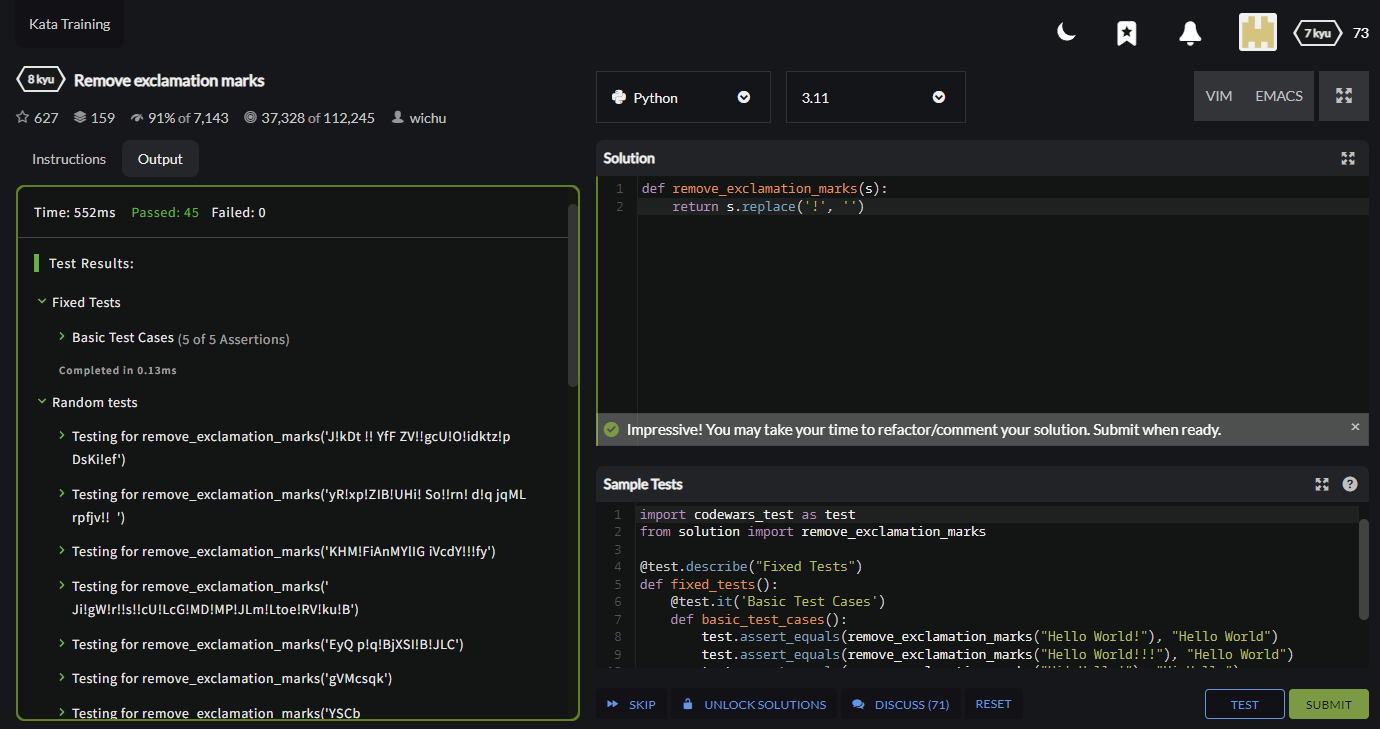 Kata Training
7 kyu 73
8 kyu Remove exclamation marks
627 159 91% of 7,143 37,328 of 112,245 wichu
Instructions Output
Time: 552ms Passed: 45 Failed: 0
Test Results:
Fixed Tests
Basic Test Cases (5 of 5 Assertions)
Completed in 0.13ms
Random tests
Testing for remove_exclamation_marks('J!kDt !! YfF ZV!!gcU!O!idktz!p
DsKi!ef')
Testing for remove_exclamation_marks('yR!xp!ZIB!UHi! So!!rn! d!q jqML
rpfjv!!  ')
Testing for remove_exclamation_marks('KHM!FiAnMYlIG iVcdY!!!fy')
Testing for remove_exclamation_marks('
Ji!gW!r!!s!!cU!LcG!MD!MP!JLm!Ltoe!RV!ku!B')
Testing for remove_exclamation_marks('EyQ p!q!BjXSI!B!JLC')
Testing for remove_exclamation_marks('gVMcsqk')
Testing for remove_exclamation_marks('YSCb
Python 3.11 VIM EMACS
Solution
1 def remove_exclamation_marks(s):
2 return s.replace('!', '')
Impressive! You may take your time to refactor/comment your solution. Submit when ready.
Sample Tests
1 import codewars_test as test
2 from solution import remove_exclamation_marks
3
4 @test.describe("Fixed Tests")
5 def fixed_tests():
6 @test.it('Basic Test Cases')
7 def basic_test_cases():
8 test.assert_equals(remove_exclamation_marks("Hello World!"), "Hello World")
9 test.assert_equals(remove_exclamation_marks("Hello World!!!"), "Hello World")
SKIP UNLOCK SOLUTIONS DISCUSS (71) RESET TEST SUBMIT